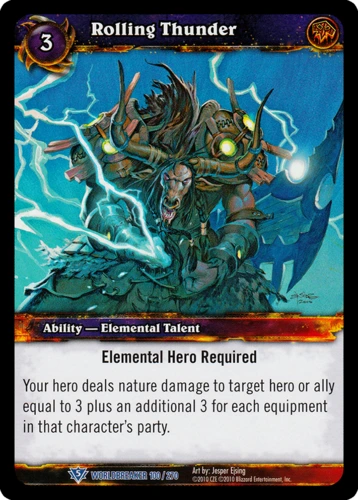 3
Rolling Thunder
Ability — Elemental Talent
Elemental Hero Required
Your hero deals nature damage to target hero or ally
equal to 3 plus an additional 3 for each equipment
in that character's party.
S WORLDBREAKER 100 / 270
Art by: Jesper Ejsing
©2010 CZE ©2010 Blizzard Entertainment, Inc.